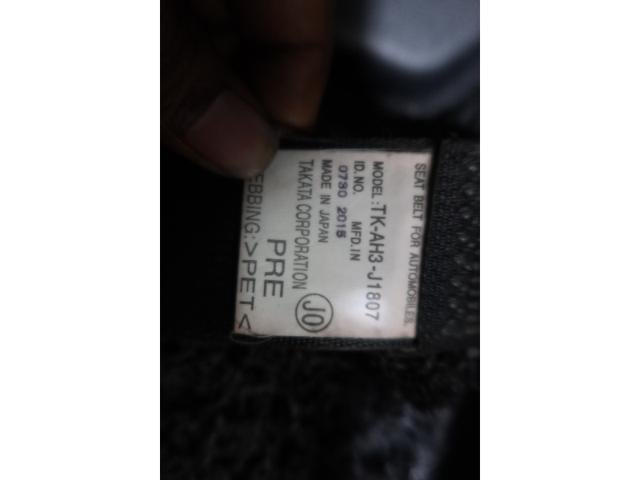 SEAT BELT FOR AUTOMOBILES.
MODEL:TK-AH3-J1807
ID.NO. MFD.IN
0730 2015
MADE IN JAPAN
TAKATA CORPORATION
JO
PRE
EBBING:>PET<